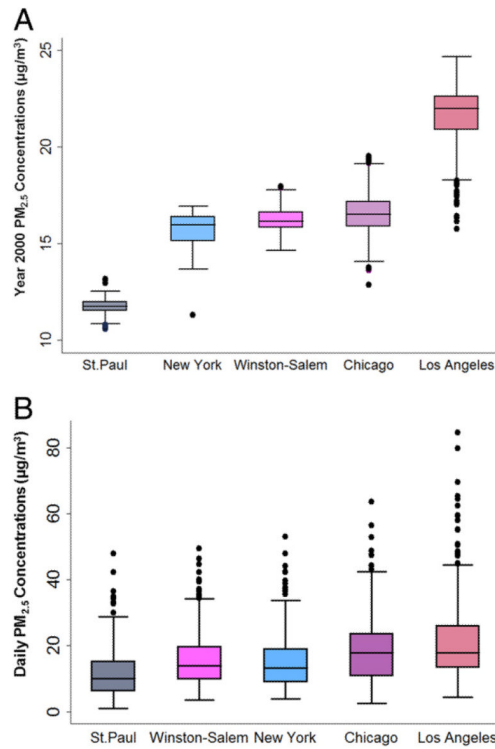 A
Year 2000 PM2.5 Concentrations (µg/m³)
25
20
15
10
St.Paul New York Winston-Salem Chicago Los Angeles
B
Daily PM2.5 Concentrations (µg/m³)
80
60
40
20
0
St.Paul Winston-Salem New York Chicago Los Angeles